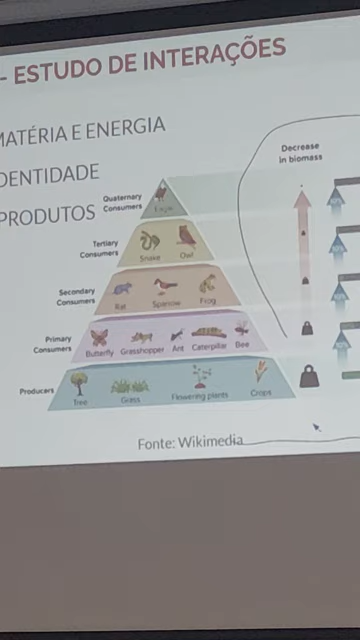 - ESTUDO DE INTERAÇÕES
MATÉRIA E ENERGIA
DENTIDADE
PRODUTOS
Decrease
in biomass
Quaternary
Consumers
Eagle
Tertiary
Consumers
Snake Owl
Secondary
Consumers
Rat Sparrow Frog
Primary
Consumers
Butterfly Grasshopper Ant Caterpillar Bee
Producers
Tree Grass Flowering plants Crops
Fonte: Wikimedia